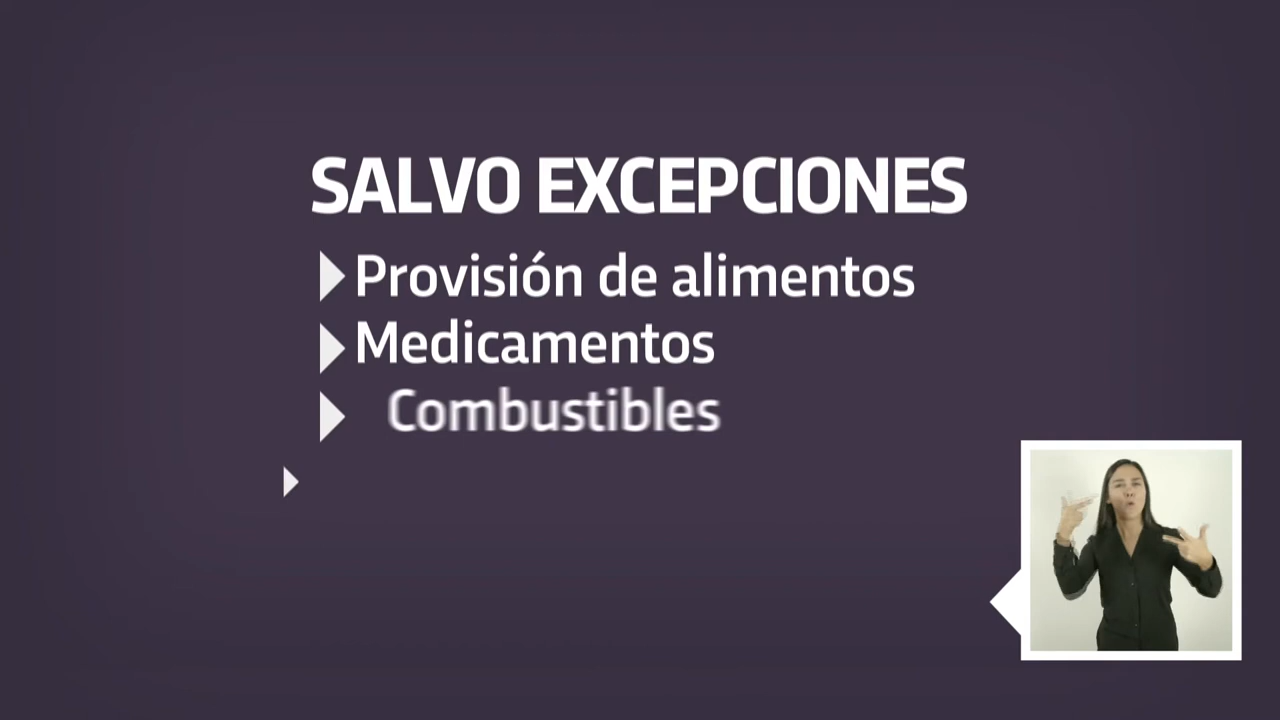 SALVO EXCEPCIONES
Provisión de alimentos
Medicamentos
Combustibles